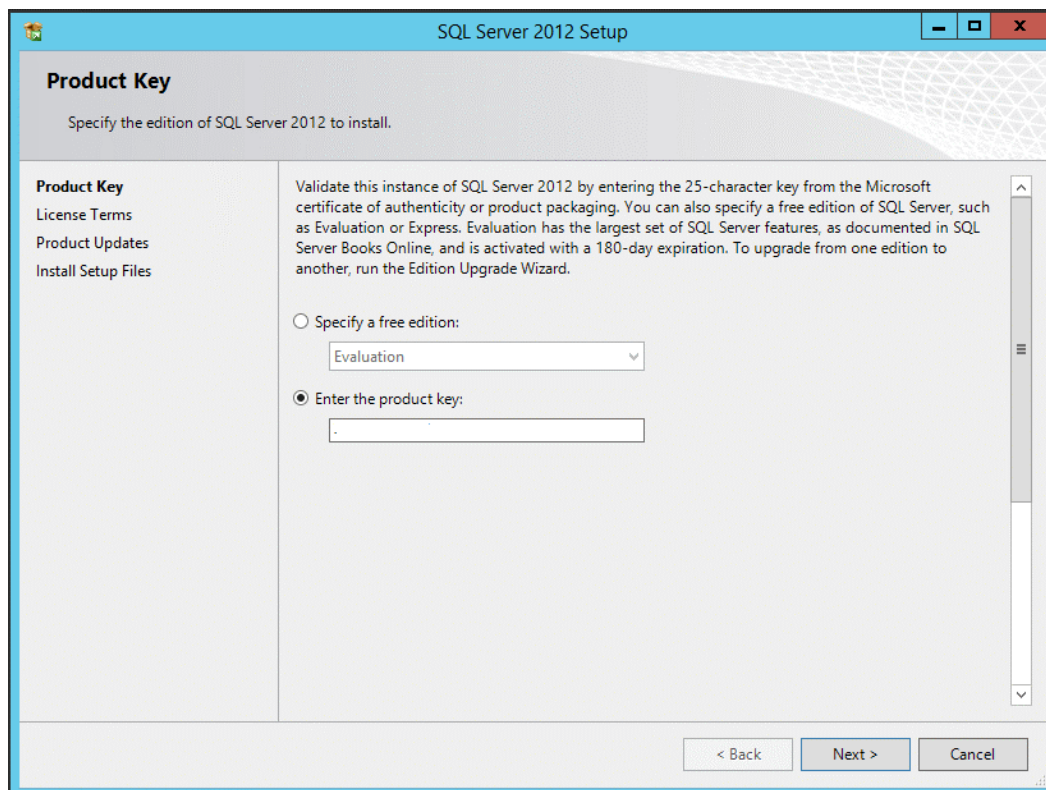 SQL Server 2012 Setup
Product Key
Specify the edition of SQL Server 2012 to install.
Product Key
License Terms
Product Updates
Install Setup Files
Validate this instance of SQL Server 2012 by entering the 25-character key from the Microsoft
certificate of authenticity or product packaging. You can also specify a free edition of SQL Server, such
as Evaluation or Express. Evaluation has the largest set of SQL Server features, as documented in SQL
Server Books Online, and is activated with a 180-day expiration. To upgrade from one edition to
another, run the Edition Upgrade Wizard.
Specify a free edition:
Evaluation
Enter the product key:
< Back
Next >
Cancel